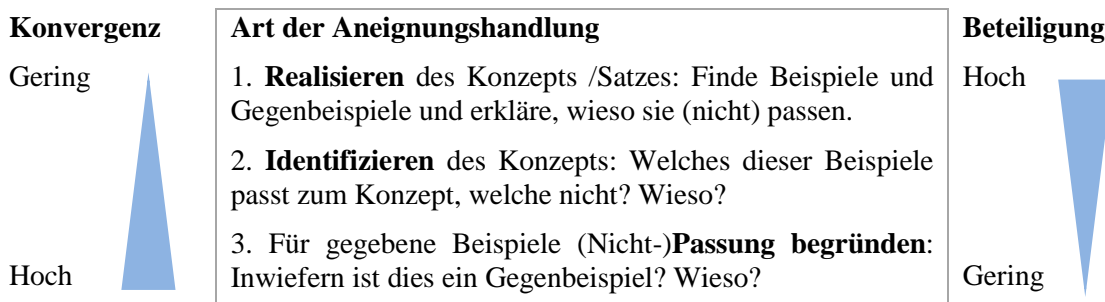 Konvergenz
Gering
Hoch
Art der Aneignungshandlung
1. Realisieren des Konzepts /Satzes: Finde Beispiele und
Gegenbeispiele und erkläre, wieso sie (nicht) passen.
2. Identifizieren des Konzepts: Welches dieser Beispiele
passt zum Konzept, welche nicht? Wieso?
3. Für gegebene Beispiele (Nicht-)Passung begründen:
Inwiefern ist dies ein Gegenbeispiel? Wieso?
Beteiligung
Hoch
Gering